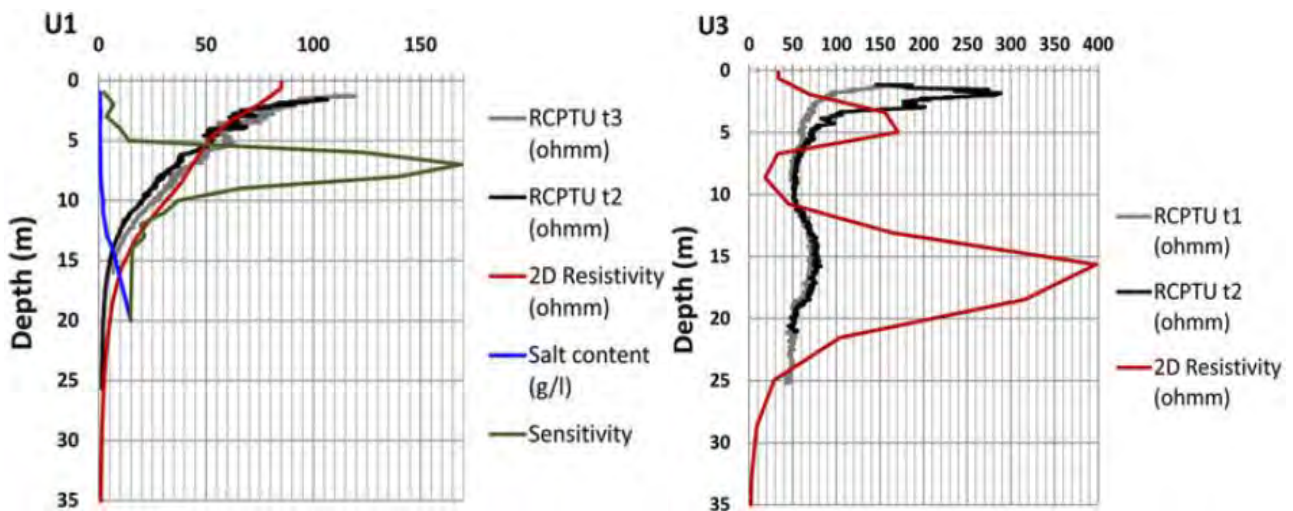 U1
0 50 100 150
0
5
10
15
20
25
30
35
Depth (m)
RCPTU t3
(ohmm)
RCPTU t2
(ohmm)
2D Resistivity
(ohmm)
Salt content
(g/l)
Sensitivity
U3
0 50 100 150 200 250 300 350 400
0
5
10
15
20
25
30
35
Depth (m)
RCPTU t1
(ohmm)
RCPTU t2
(ohmm)
2D Resistivity
(ohmm)